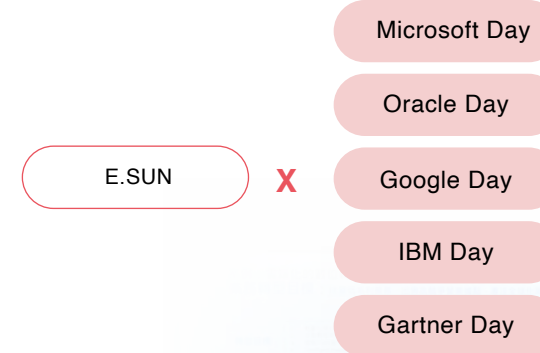 Microsoft Day
Oracle Day
E.SUN X Google Day
IBM Day
Gartner Day